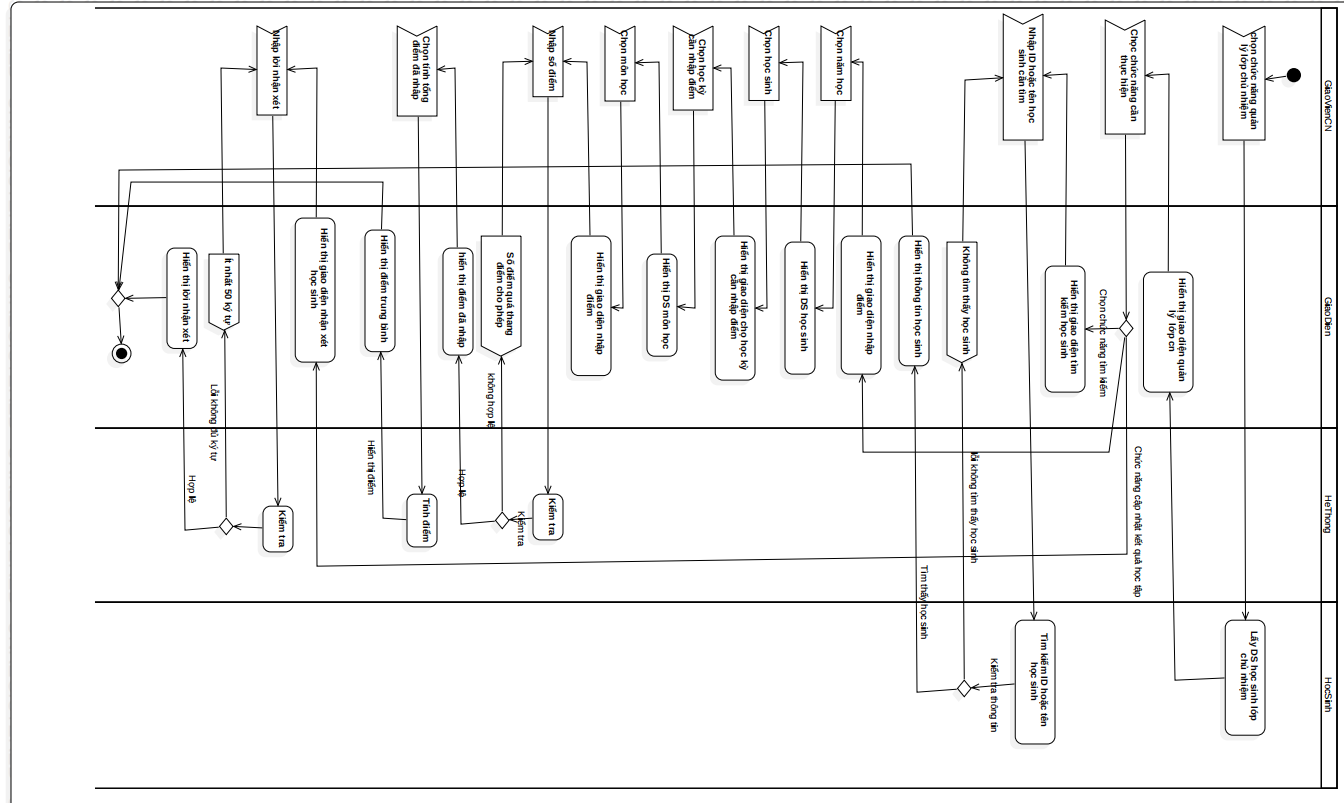 GiaoVienCN
GiaoDien
HeThong
HocSinh
chọn chức năng quản
lý lớp chủ nhiệm
Chọc chức năng cần
thực hiện
Nhập ID hoặc tên học
sinh cần tìm
Chọn năm học
Chọn học sinh
Chọn học kỳ
cần nhập điểm
Chọn môn học
Nhập số điểm
Chọn tính tổng
điểm đã nhập
Nhập lời nhận xét
Hiển thị giao diện quản
lý lớp cn
Chọn chức năng tìm kiếm
Hiển thị giao diện tìm
kiếm học sinh
Không tìm thấy học sinh
Hiển thị thông tin học sinh
Hiển thị giao diện nhập
điểm
Hiển thị DS học sinh
Hiển thị giao diện cho học kỳ
cần nhập điểm
Hiển thị DS môn học
Hiển thị giao diện nhập
điểm
Số điểm quá thang
điểm cho phép
hiển thị điểm đã nhập
Hiển thị điểm trung bình
Hiển thị giao diện nhận xét
học sinh
Ít nhất 50 ký tự
Hiển thị lời nhận xét
Chức năng cập nhật kết quả học tập
lỗi không tìm thấy học sinh
Tìm thấy học sinh
không hợp lệ
Kiểm tra
Kiểm tra
Hợp lệ
Tính điểm
Hiển thị điểm
Kiểm tra
Lỗi không đủ ký tự
Hợp lệ
Lấy DS học sinh lớp
chủ nhiệm
Tìm kiếm ID hoặc tên
học sinh
Kiểm tra thông tin